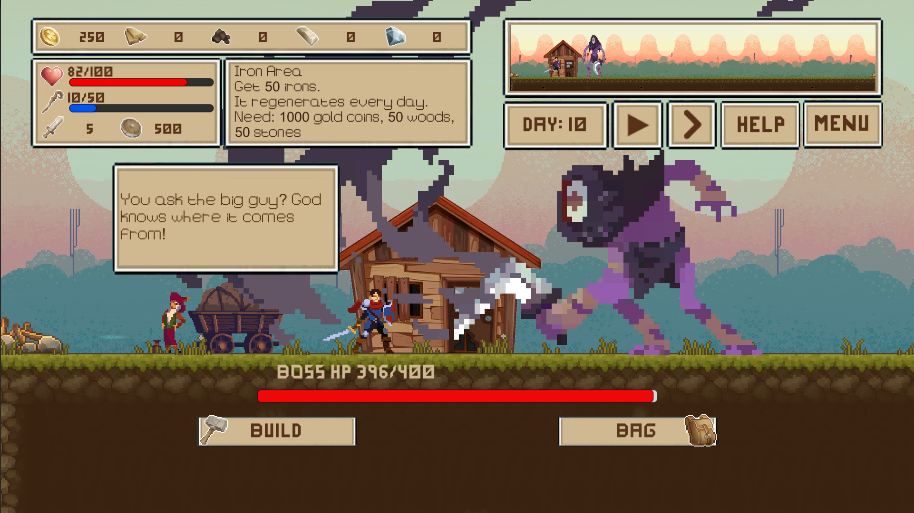 250 0 0 0 0
82/100
10/50
5 500
Iron Area
Get 50 irons.
It regenerates every day.
Need: 1000 gold coins, 50 woods,
50 stones
DAY: 10
HELP
MENU
You ask the big guy? God
knows where it comes
from!
BOSS HP 396/400
BUILD
BAG